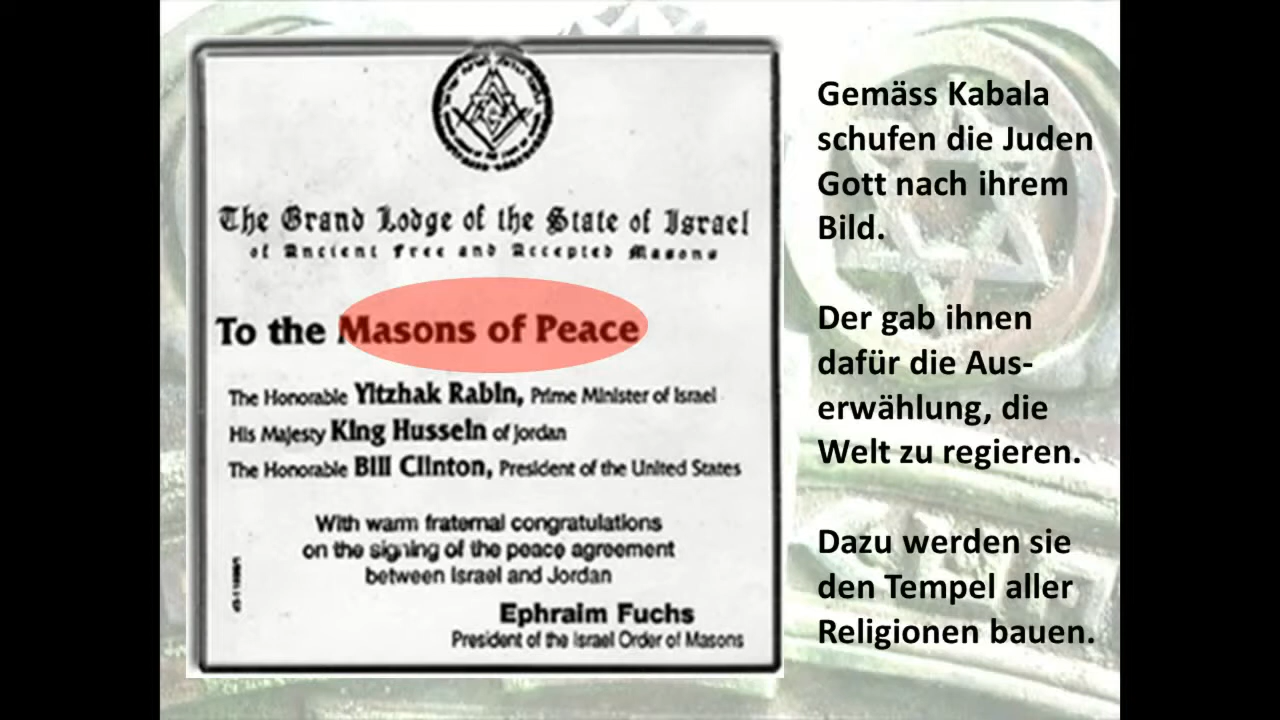 The Grand Lodge of the State of Israel
of Ancient Free and Accepted Masons
To the Masons of Peace
The Honorable Yitzhak Rabin, Prime Minister of Israel
His Majesty King Hussein of Jordan
The Honorable Bill Clinton, President of the United States
With warm fraternal congratulations
on the signing of the peace agreement
between Israel and Jordan
Ephraim Fuchs
President of the Israel Order of Masons
Gemäss Kabala
schufen die Juden
Gott nach ihrem
Bild.
Der gab ihnen
dafür die Aus-
erwählung, die
Welt zu regieren.
Dazu werden sie
den Tempel aller
Religionen bauen.